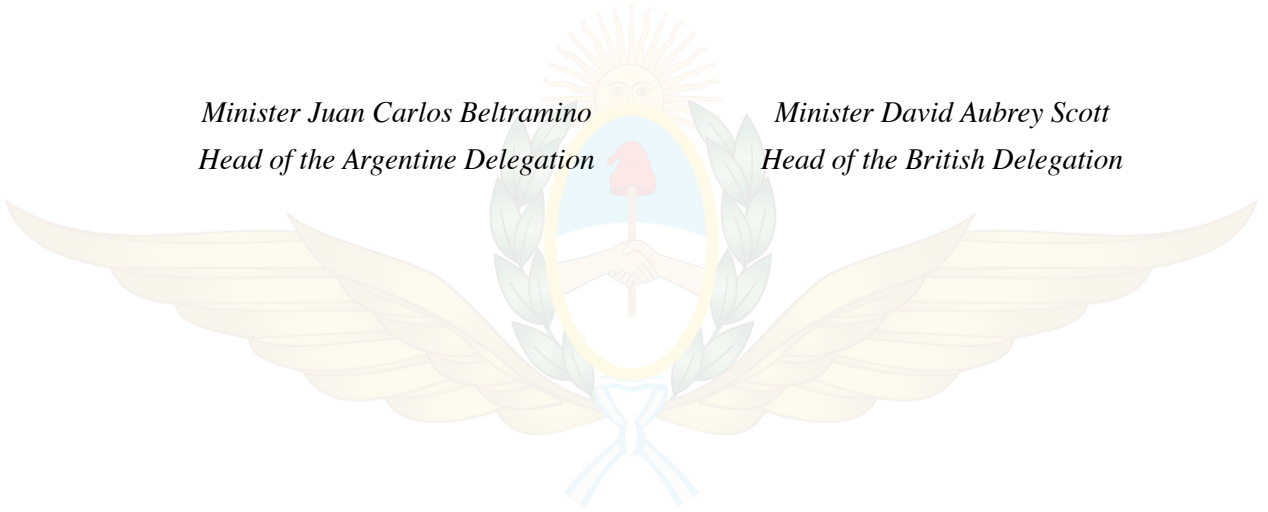 Minister Juan Carlos Beltramino
Head of the Argentine Delegation
Minister David Aubrey Scott
Head of the British Delegation